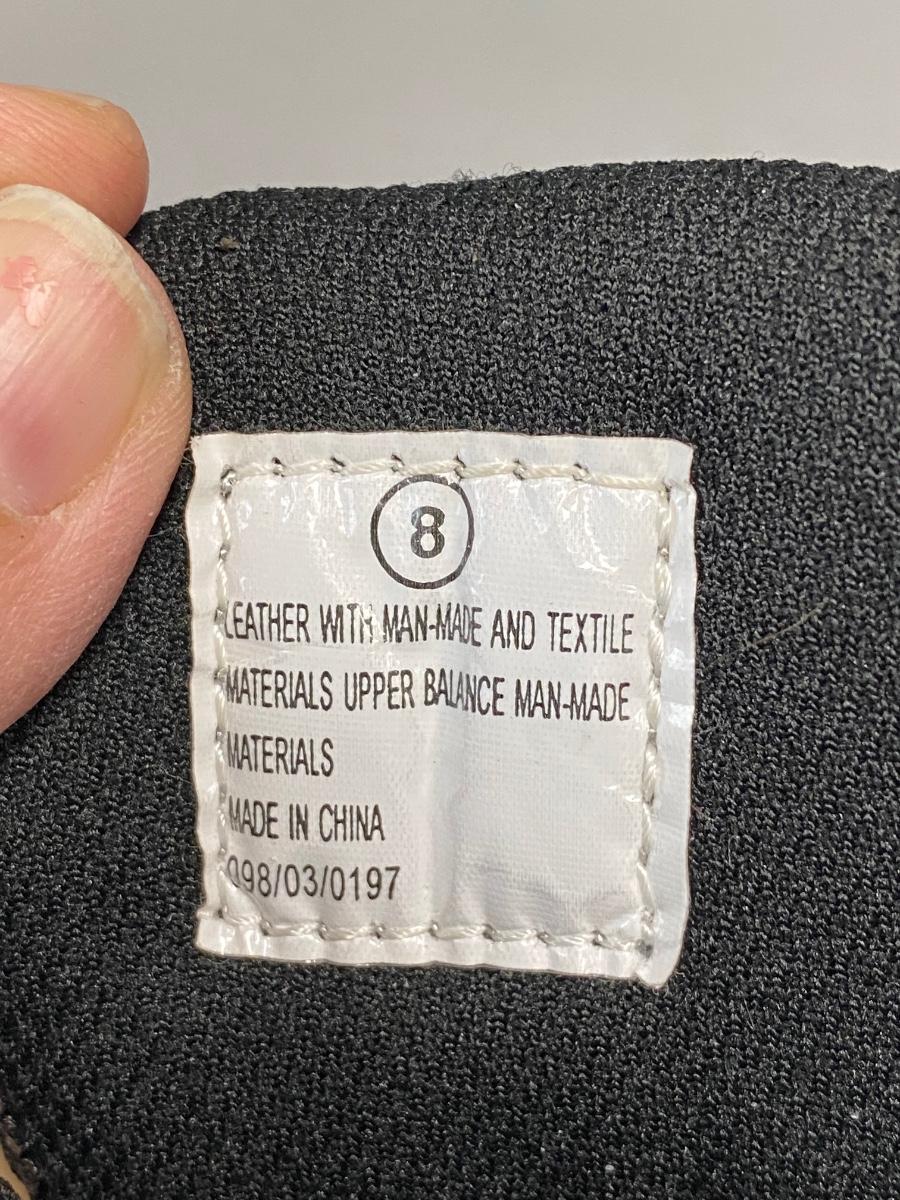 8
LEATHER WITH MAN-MADE AND TEXTILE
MATERIALS UPPER BALANCE MAN-MADE
MATERIALS
MADE IN CHINA
098/03/0197